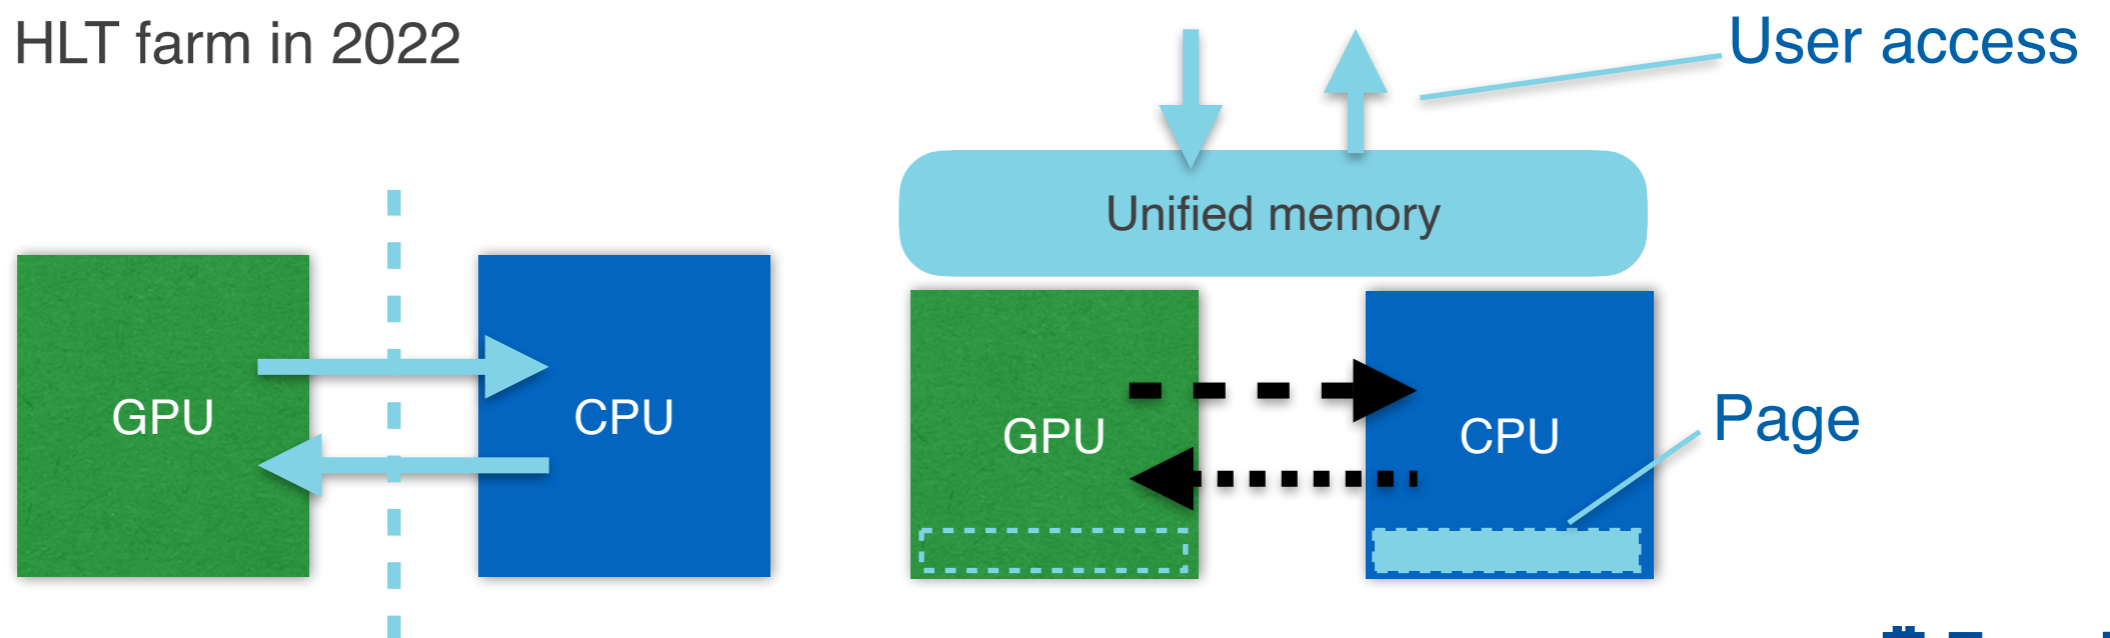 HLT farm in 2022
User access
Unified memory
GPU
CPU
GPU
CPU
Page